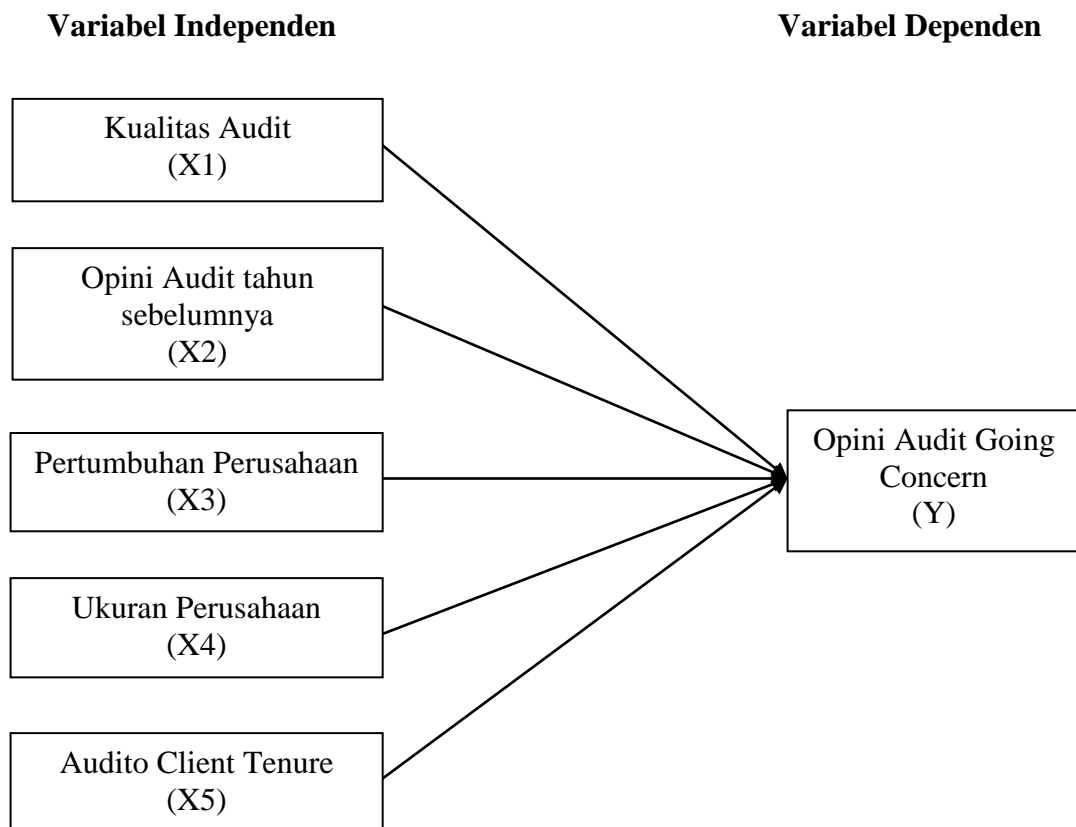 Variabel Independen
Variabel Dependen
Kualitas Audit
(X1)
Opini Audit tahun
sebelumnya
(X2)
Pertumbuhan Perusahaan
(X3)
Ukuran Perusahaan
(X4)
Audito Client Tenure
(X5)
Opini Audit Going
Concern
(Y)